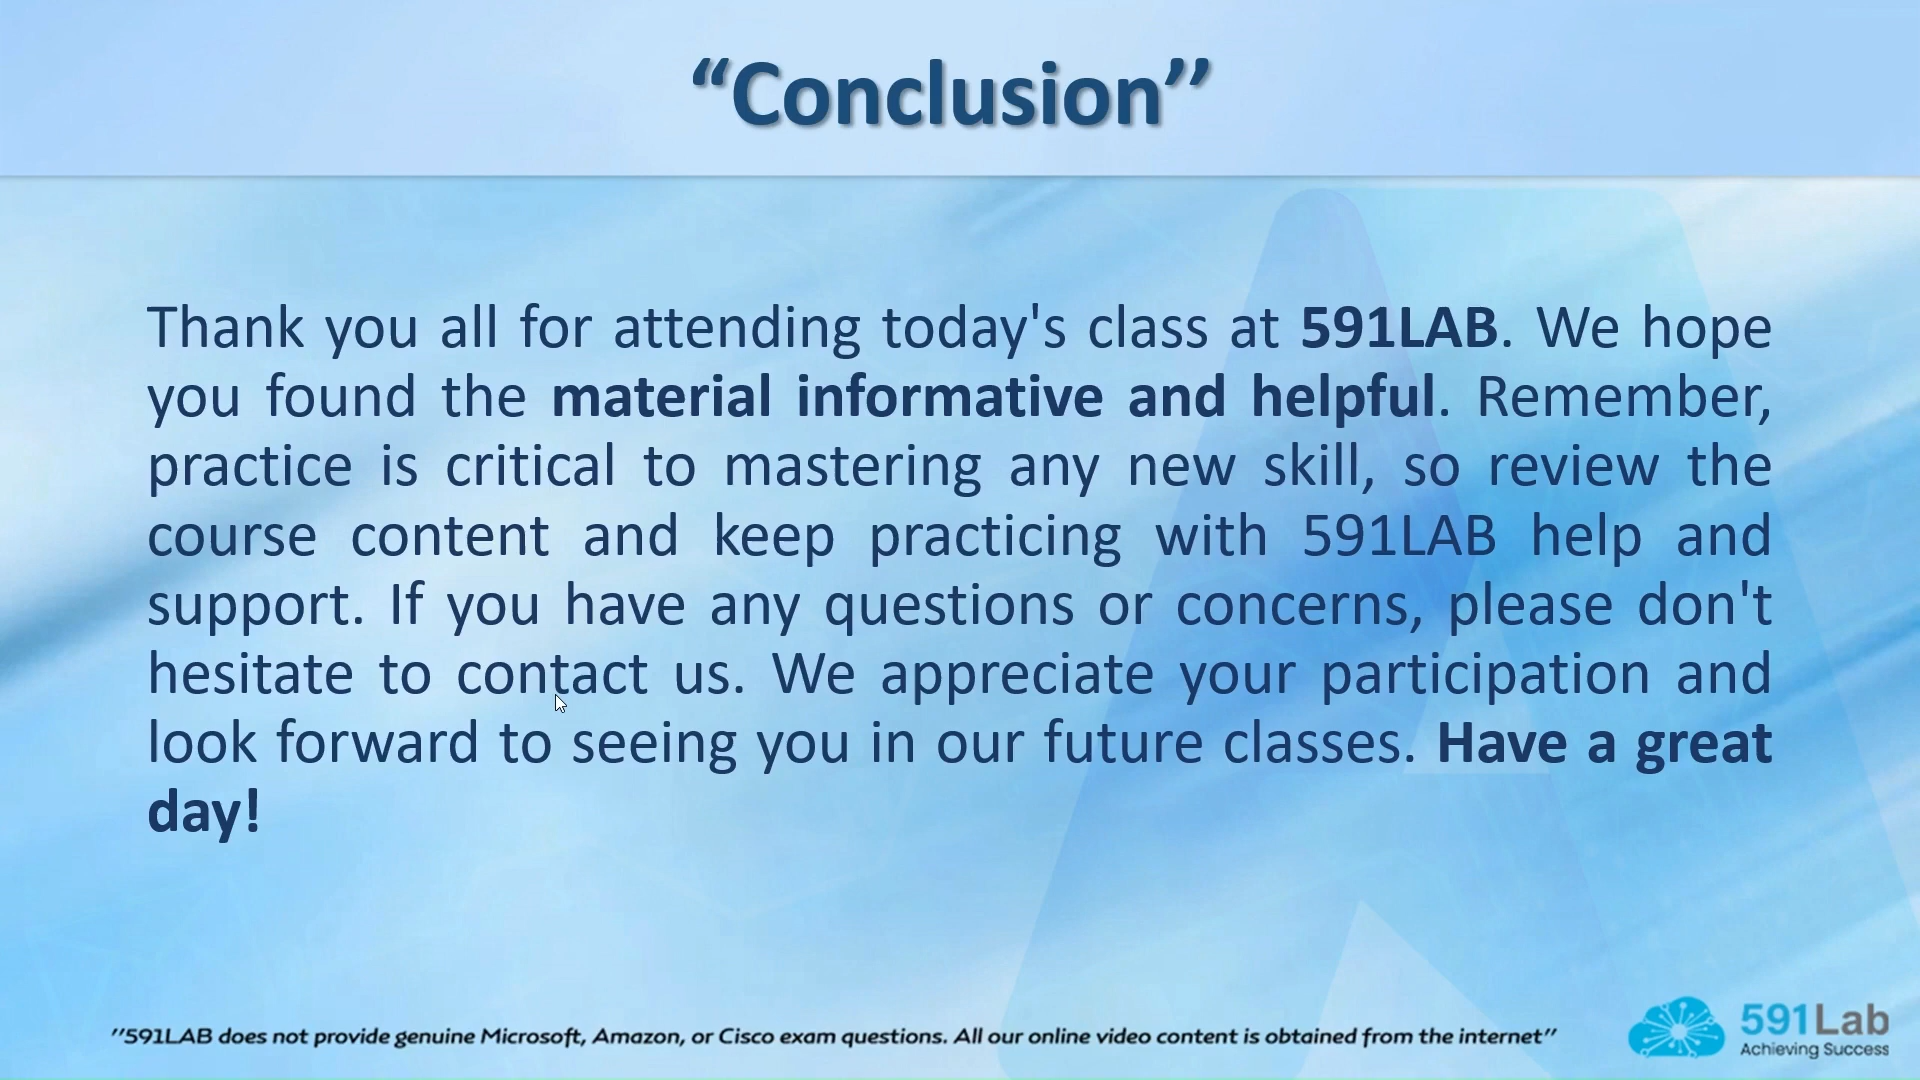 “Conclusion’’
Thank you all for attending today's class at 591LAB. We hope
you found the material informative and helpful. Remember,
practice is critical to mastering any new skill, so review the
course content and keep practicing with 591LAB help and
support. If you have any questions or concerns, please don't
hesitate to contact us. We appreciate your participation and
look forward to seeing you in our future classes. Have a great
day!
’’591LAB does not provide genuine Microsoft, Amazon, or Cisco exam questions. All our online video content is obtained from the internet’’
591Lab
Achieving Success